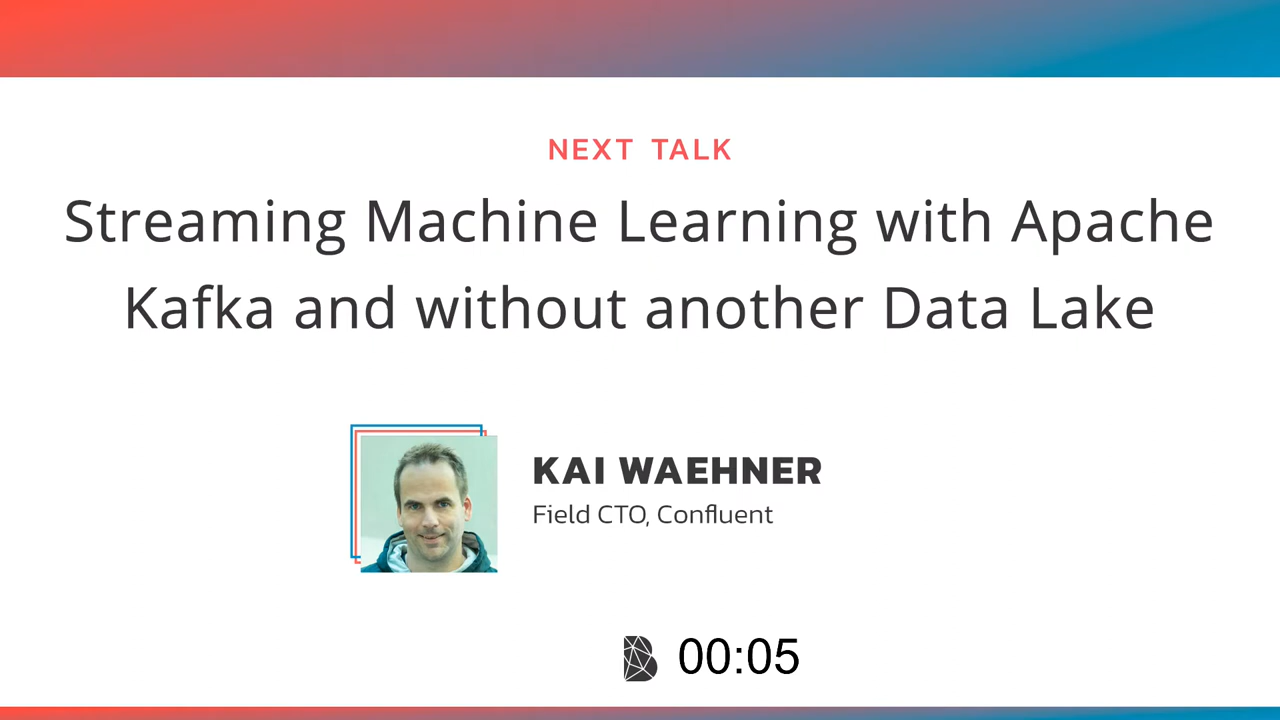 NEXT TALK
Streaming Machine Learning with Apache
Kafka and without another Data Lake
KAI WAEHNER
Field CTO, Confluent
00:05